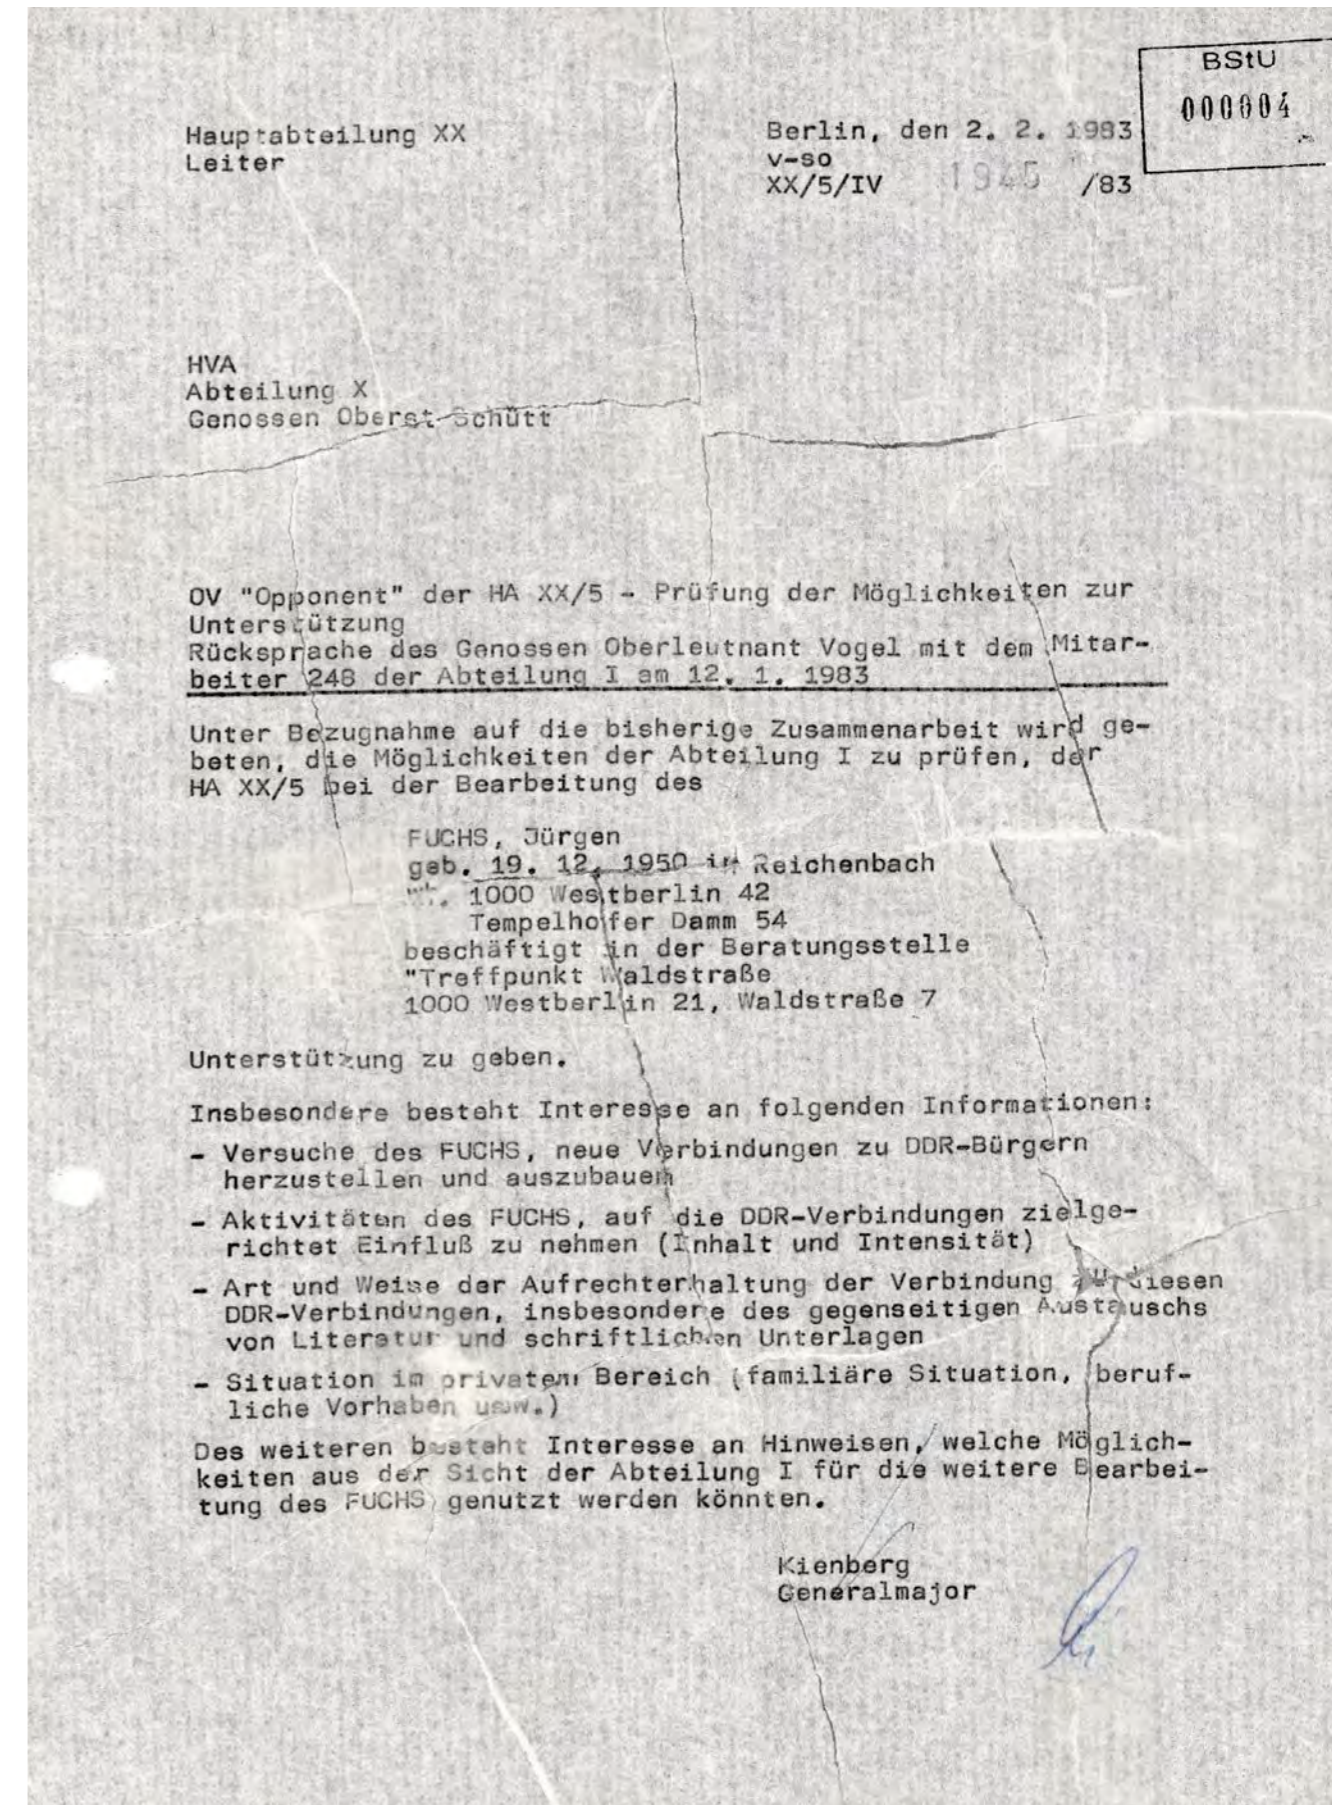 BStU
000004
Hauptabteilung XX
Leiter
Berlin, den 2. 2. 1983
v-so
XX/5/IV 1945 /83
HVA
Abteilung X
Genossen Oberst Schütt
OV "Opponent" der HA XX/5 - Prüfung der Möglichkeiten zur
Unterstützung
Rücksprache des Genossen Oberleutnant Vogel mit dem Mitar-
beiter 248 der Abteilung I am 12. 1. 1983
Unter Bezugnahme auf die bisherige Zusammenarbeit wird ge-
beten, die Möglichkeiten der Abteilung I zu prüfen, der
HA XX/5 bei der Bearbeitung des
FUCHS, Jürgen
geb. 19. 12. 1950 in Reichenbach
wh. 1000 Westberlin 42
Tempelhofer Damm 54
beschäftigt in der Beratungsstelle
"Treffpunkt Waldstraße
1000 Westberlin 21, Waldstraße 7
Unterstützung zu geben.
Insbesondere besteht Interesse an folgenden Informationen:
- Versuche des FUCHS, neue Verbindungen zu DDR-Bürgern
herzustellen und auszubauen
- Aktivitäten des FUCHS, auf die DDR-Verbindungen zielge-
richtet Einfluß zu nehmen (Inhalt und Intensität)
- Art und Weise der Aufrechterhaltung der Verbindung zu diesen
DDR-Verbindungen, insbesondere des gegenseitigen Austauschs
von Literatur und schriftlichen Unterlagen
- Situation im privaten Bereich (familiäre Situation, beruf-
liche Vorhaben usw.)
Des weiteren besteht Interesse an Hinweisen, welche Möglich-
keiten aus der Sicht der Abteilung I für die weitere Bearbei-
tung des FUCHS genutzt werden könnten.
Kienberg
Generalmajor